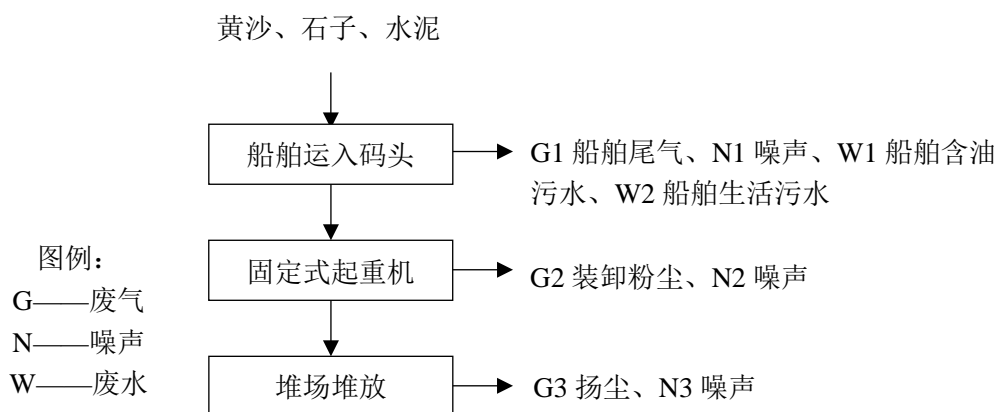 黄沙、石子、水泥
船舶运入码头
G1 船舶尾气、N1 噪声、W1 船舶含油
污水、W2 船舶生活污水
固定式起重机
G2 装卸粉尘、N2 噪声
图例：
G——废气
N——噪声
W——废水
堆场堆放
G3 扬尘、N3 噪声